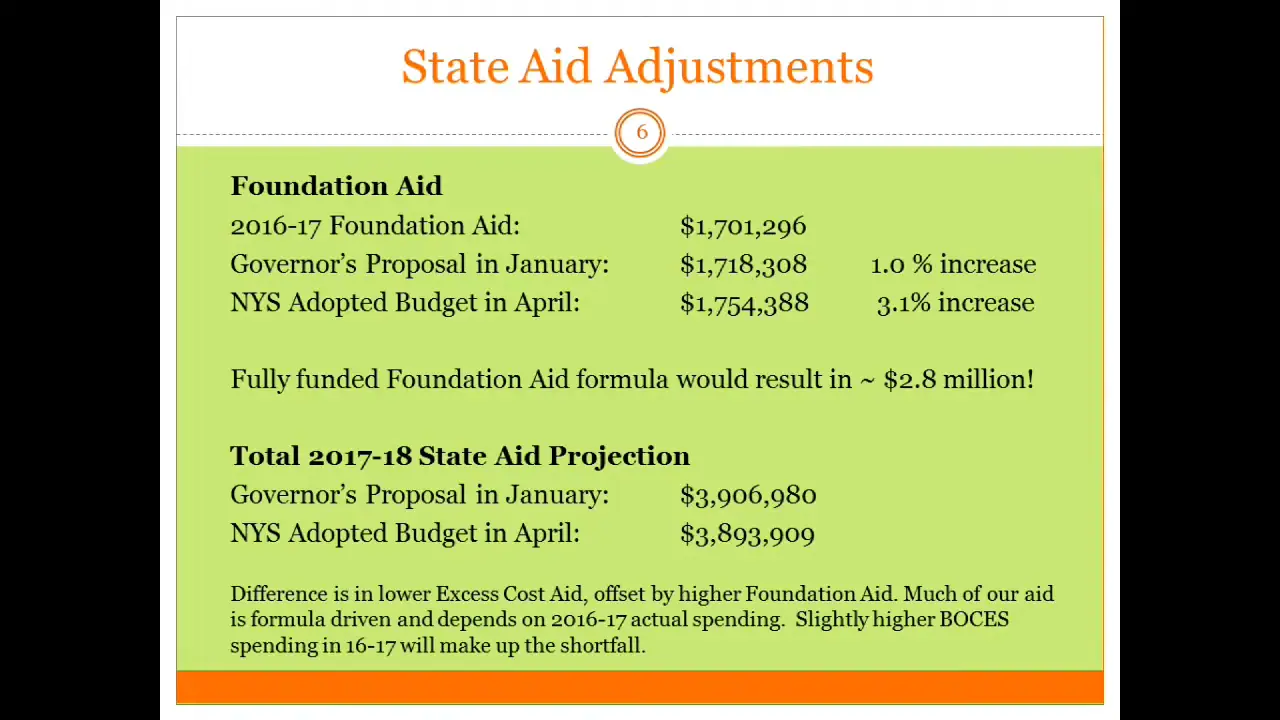 State Aid Adjustments
6
Foundation Aid
2016-17 Foundation Aid: $1,701,296
Governor's Proposal in January: $1,718,308 1.0 % increase
NYS Adopted Budget in April: $1,754,388 3.1% increase
Fully funded Foundation Aid formula would result in ~ $2.8 million!
Total 2017-18 State Aid Projection
Governor's Proposal in January: $3,906,980
NYS Adopted Budget in April: $3,893,909
Difference is in lower Excess Cost Aid, offset by higher Foundation Aid. Much of our aid
is formula driven and depends on 2016-17 actual spending. Slightly higher BOCES
spending in 16-17 will make up the shortfall.